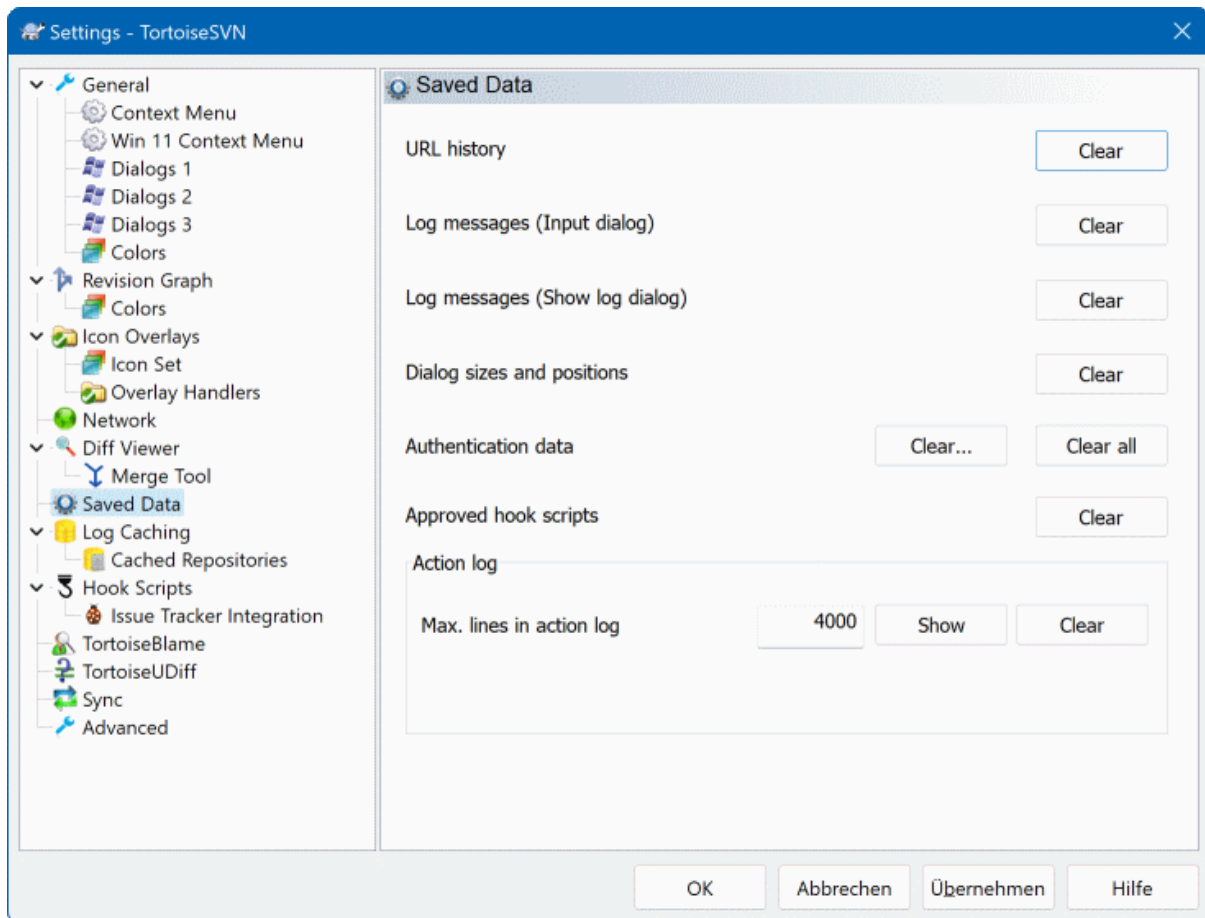 Settings - TortoiseSVN
General
Context Menu
Win 11 Context Menu
Dialogs 1
Dialogs 2
Dialogs 3
Colors
Revision Graph
Colors
Icon Overlays
Icon Set
Overlay Handlers
Network
Diff Viewer
Merge Tool
Saved Data
Log Caching
Cached Repositories
Hook Scripts
Issue Tracker Integration
TortoiseBlame
TortoiseUDiff
Sync
Advanced
Saved Data
URL history Clear
Log messages (Input dialog) Clear
Log messages (Show log dialog) Clear
Dialog sizes and positions Clear
Authentication data Clear... Clear all
Approved hook scripts Clear
Action log
Max. lines in action log 4000 Show Clear
OK Abbrechen Übernehmen Hilfe